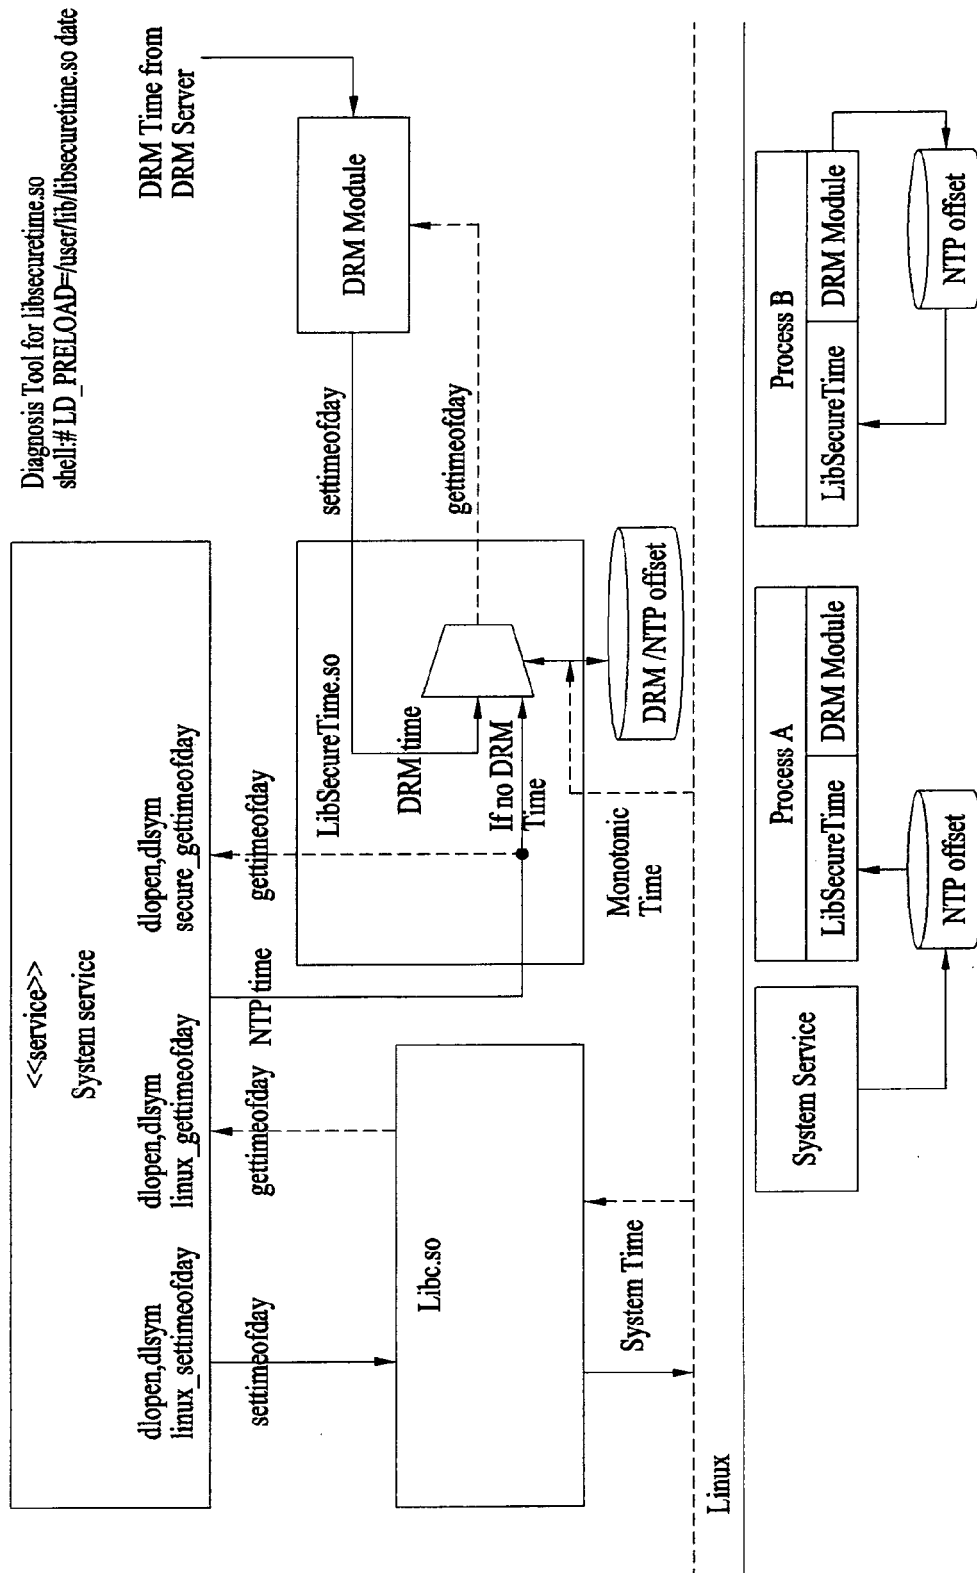 Diagnosis Tool for libsecuretime.so
shell:# LD_PRELOAD=/user/lib/libsecuretime.so date
<<service>>
System service
dlopen,dlsym
linux_settimeofday
dlopen,dlsym
linux_gettimeofday
dlopen,dlsym
secure_gettimeofday
settimeofday
gettimeofday
NTP time
gettimeofday
DRM Time from
DRM Server
settimeofday
DRM Module
gettimeofday
LibSecureTime.so
DRM time
If no DRM
Time
Libc.so
System Time
Monotonic
Time
DRM /NTP offset
Linux
System Service
Process A
LibSecureTime
DRM Module
NTP offset
Process B
LibSecureTime
DRM Module
NTP offset